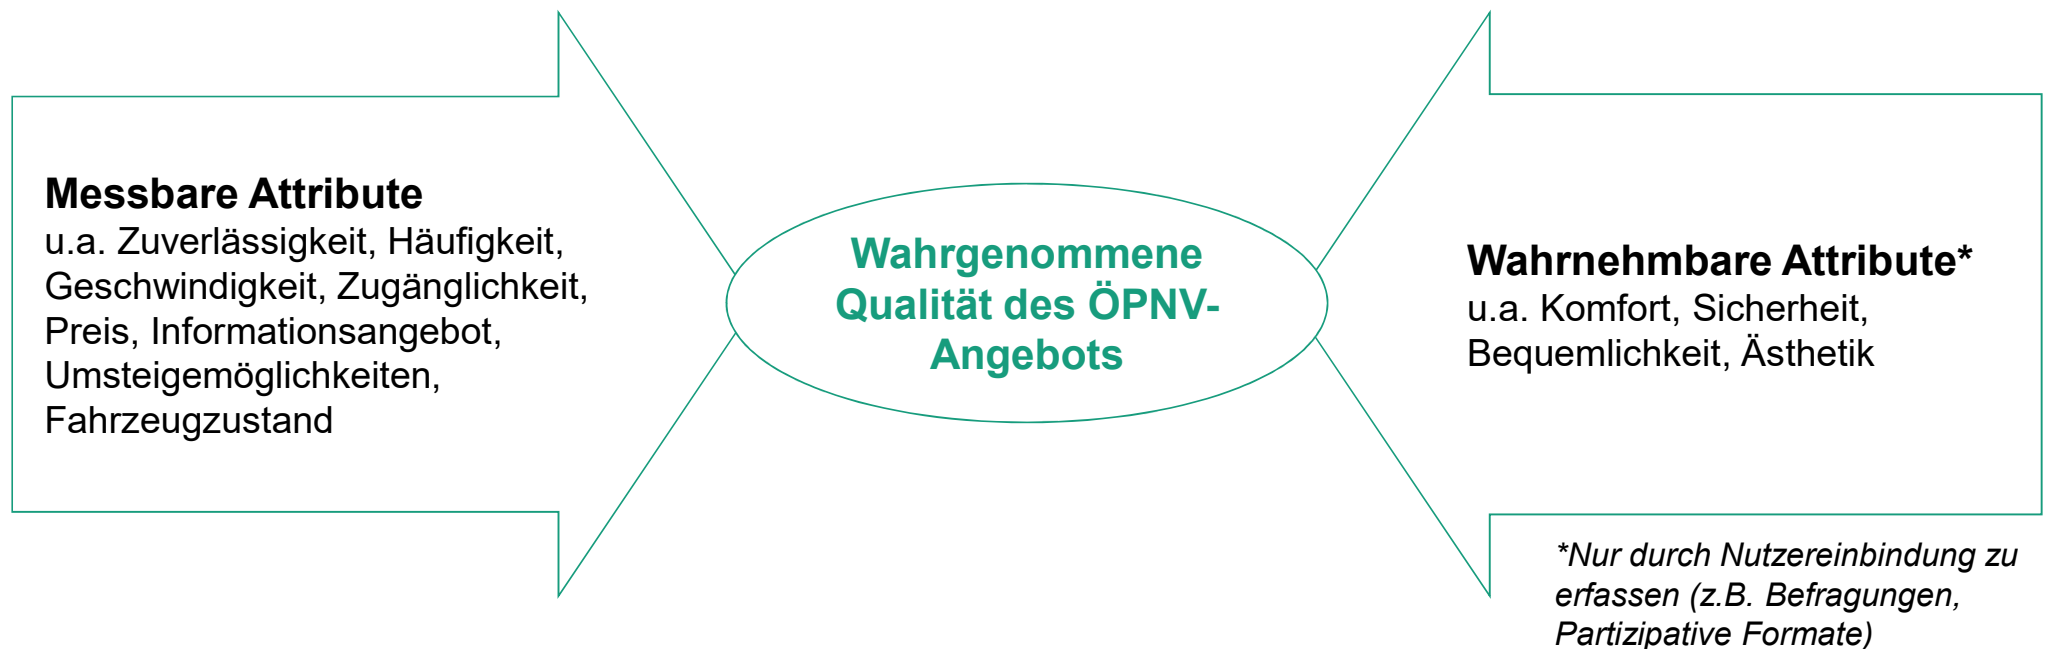 Messbare Attribute
u.a. Zuverlässigkeit, Häufigkeit,
Geschwindigkeit, Zugänglichkeit,
Preis, Informationsangebot,
Umsteigemöglichkeiten,
Fahrzeugzustand
Wahrgenommene
Qualität des ÖPNV-
Angebots
Wahrnehmbare Attribute*
u.a. Komfort, Sicherheit,
Bequemlichkeit, Ästhetik
*Nur durch Nutzereinbindung zu
erfassen (z.B. Befragungen,
Partizipative Formate)